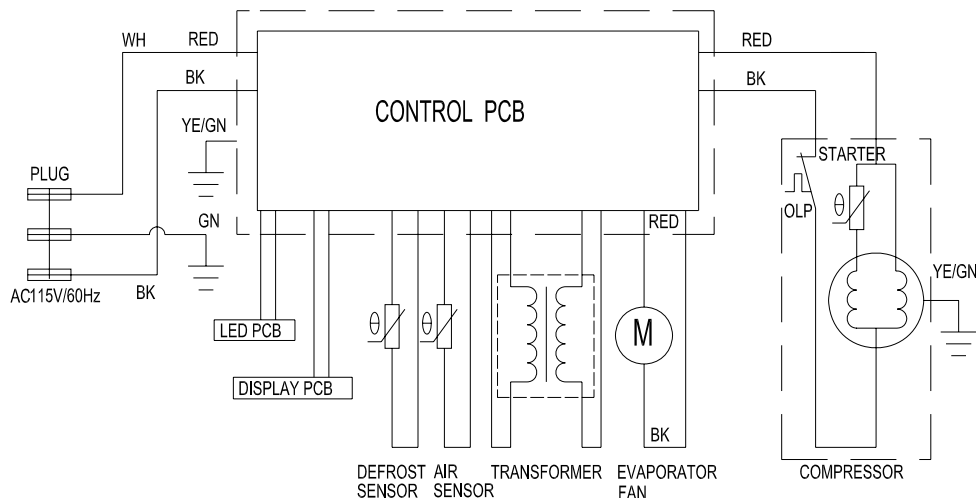 WH RED
RED
BK
BK
CONTROL PCB
YE/GN
PLUG
STARTER
GN
OLP
RED
YE/GN
AC115V/60Hz
BK
θ
LED PCB
θ
θ
M
DISPLAY PCB
BK
DEFROST
SENSOR
AIR
SENSOR
TRANSFORMER
EVAPORATOR
FAN
COMPRESSOR